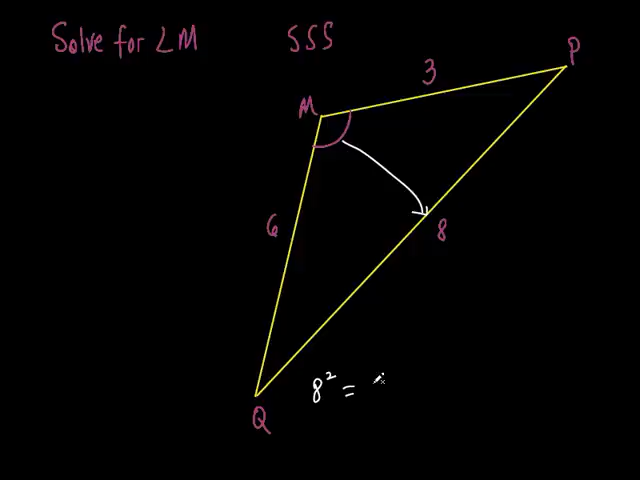 Solve for ∠M SSS
P
3
M
6
8
8² =
Q